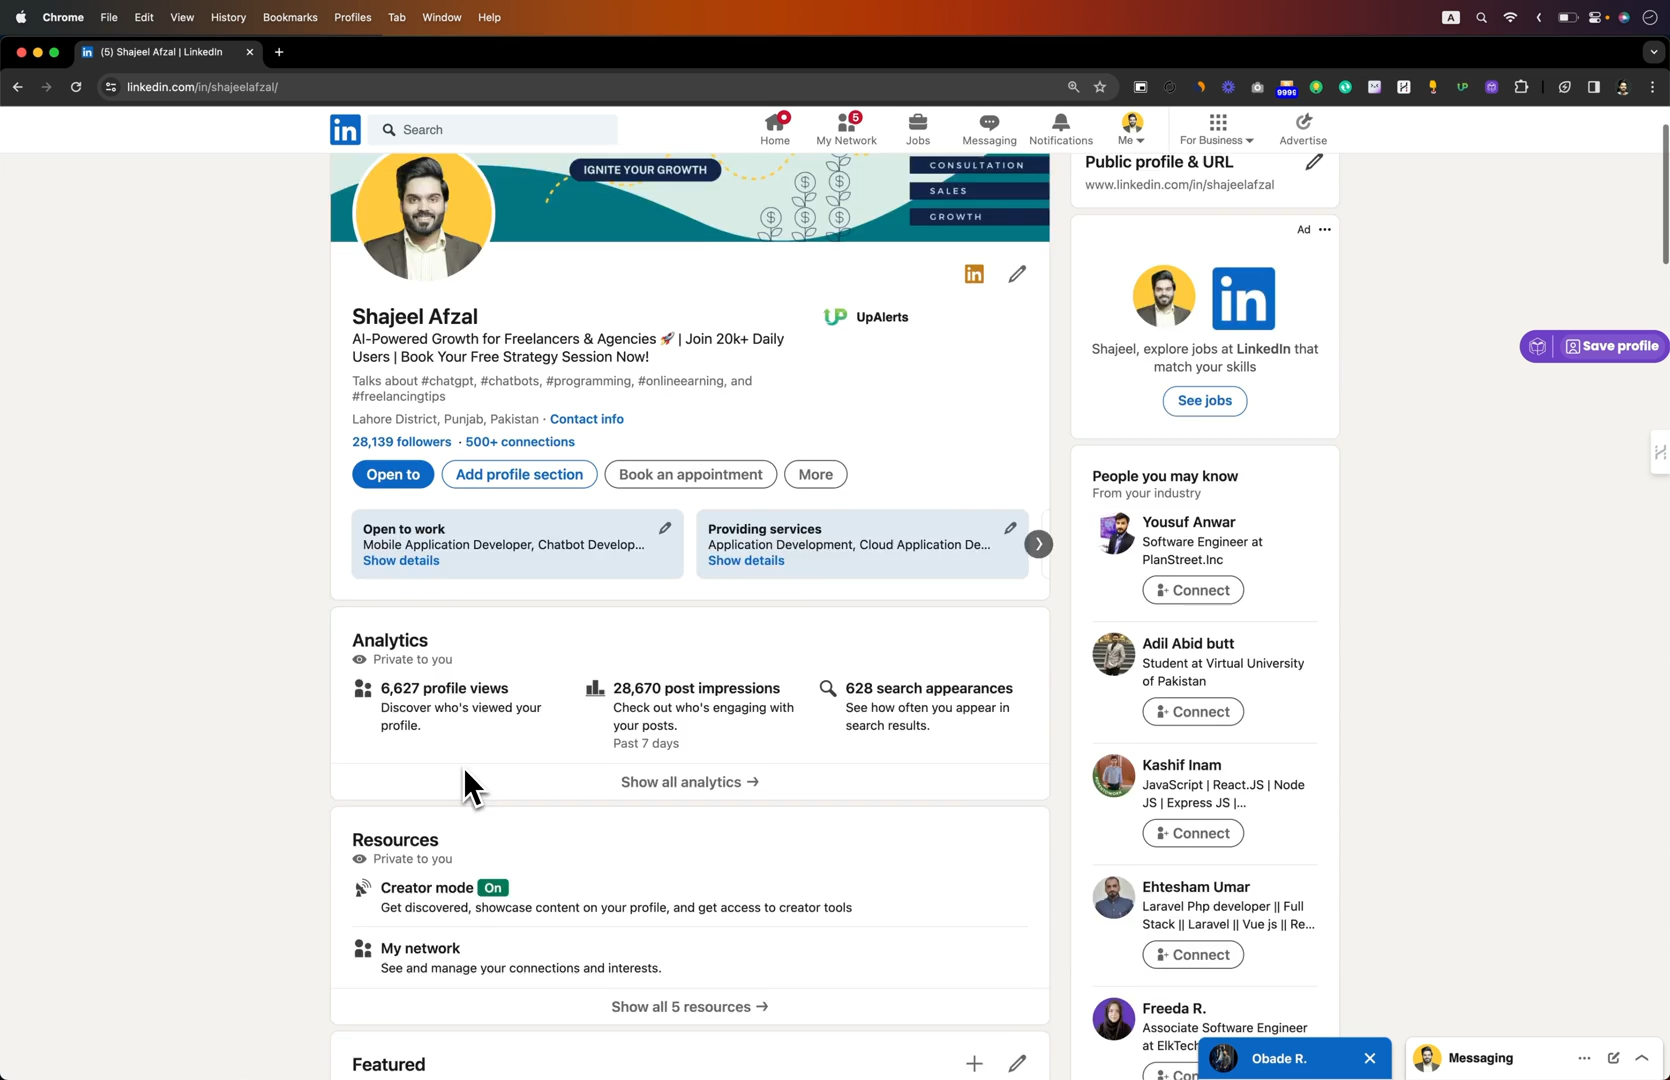 Chrome File Edit View History Bookmarks Profiles Tab Window Help
A
in (5) Shajeel Afzal | LinkedIn
linkedin.com/in/shajeelafzal/
9999
UP
in
Search
Home
5
My Network
Jobs
Messaging
Notifications
Me
For Business
Advertise
IGNITE YOUR GROWTH
CONSULTATION
SALES
GROWTH
in
Shajeel Afzal
UP UpAlerts
AI-Powered Growth for Freelancers & Agencies 🚀 | Join 20k+ Daily
Users | Book Your Free Strategy Session Now!
Talks about #chatgpt, #chatbots, #programming, #onlineearning, and
#freelancingtips
Lahore District, Punjab, Pakistan · Contact info
28,139 followers · 500+ connections
Open to
Add profile section
Book an appointment
More
Open to work
Mobile Application Developer, Chatbot Develop...
Show details
Providing services
Application Development, Cloud Application De...
Show details
Analytics
Private to you
6,627 profile views
Discover who's viewed your
profile.
28,670 post impressions
Check out who's engaging with
your posts.
Past 7 days
628 search appearances
See how often you appear in
search results.
Show all analytics →
Resources
Private to you
Creator mode On
Get discovered, showcase content on your profile, and get access to creator tools
My network
See and manage your connections and interests.
Show all 5 resources →
Featured
Public profile & URL
www.linkedin.com/in/shajeelafzal
Ad
in
Shajeel, explore jobs at LinkedIn that
match your skills
See jobs
People you may know
From your industry
Yousuf Anwar
Software Engineer at
PlanStreet.Inc
Connect
Adil Abid butt
Student at Virtual University
of Pakistan
Connect
Kashif Inam
JavaScript | React.JS | Node
JS | Express JS |...
Connect
Ehtesham Umar
Laravel Php developer || Full
Stack || Laravel || Vue js || Re...
Connect
Freeda R.
Associate Software Engineer
at ElkTech
Con
Save profile
Obade R.
Messaging